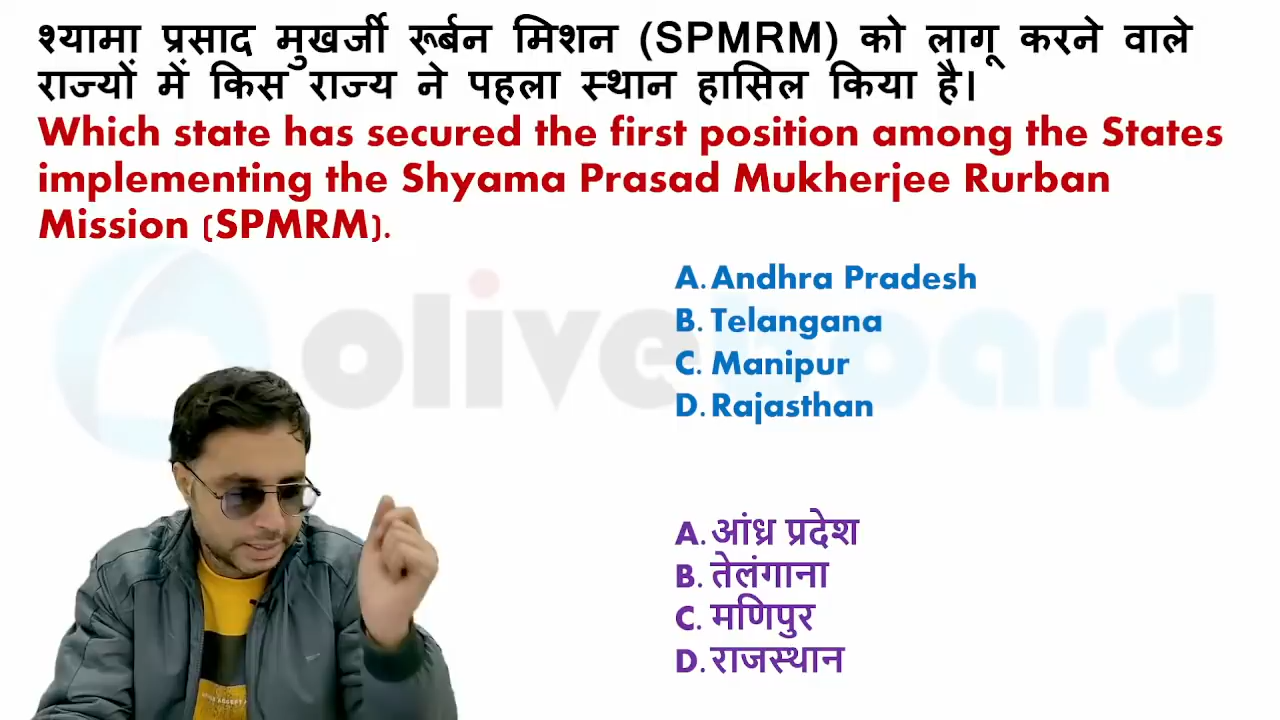 श्यामा प्रसाद मुखर्जी रूर्बन मिशन (SPMRM) को लागू करने वाले
राज्यों में किस राज्य ने पहला स्थान हासिल किया है।
Which state has secured the first position among the States
implementing the Shyama Prasad Mukherjee Rurban
Mission (SPMRM).
A. Andhra Pradesh
B. Telangana
C. Manipur
D. Rajasthan
oliveboard
A. आंध्र प्रदेश
B. तेलंगाना
C. मणिपुर
D. राजस्थान